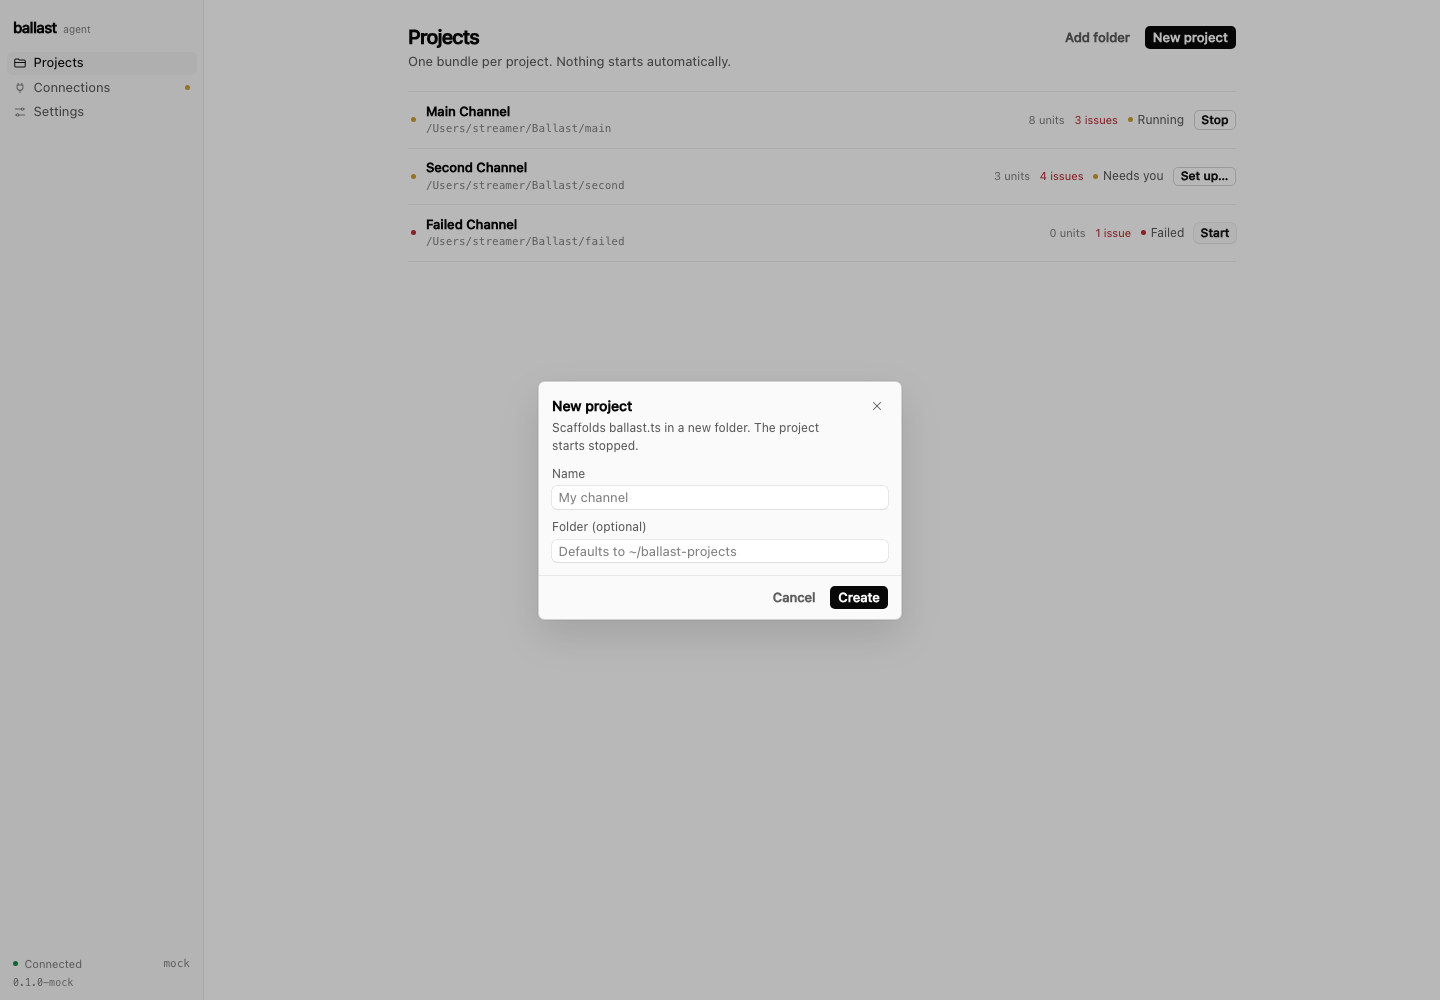 ballast agent
Projects
Connections
Settings
Projects
One bundle per project. Nothing starts automatically.
Add folder
New project
Main Channel
/Users/streamer/Ballast/main
8 units 3 issues Running Stop
Second Channel
/Users/streamer/Ballast/second
3 units 4 issues Needs you Set up...
Failed Channel
/Users/streamer/Ballast/failed
0 units 1 issue Failed Start
New project
Scaffolds ballast.ts in a new folder. The project
starts stopped.
Name
My channel
Folder (optional)
Defaults to ~/ballast-projects
Cancel
Create
Connected mock
0.1.0-mock